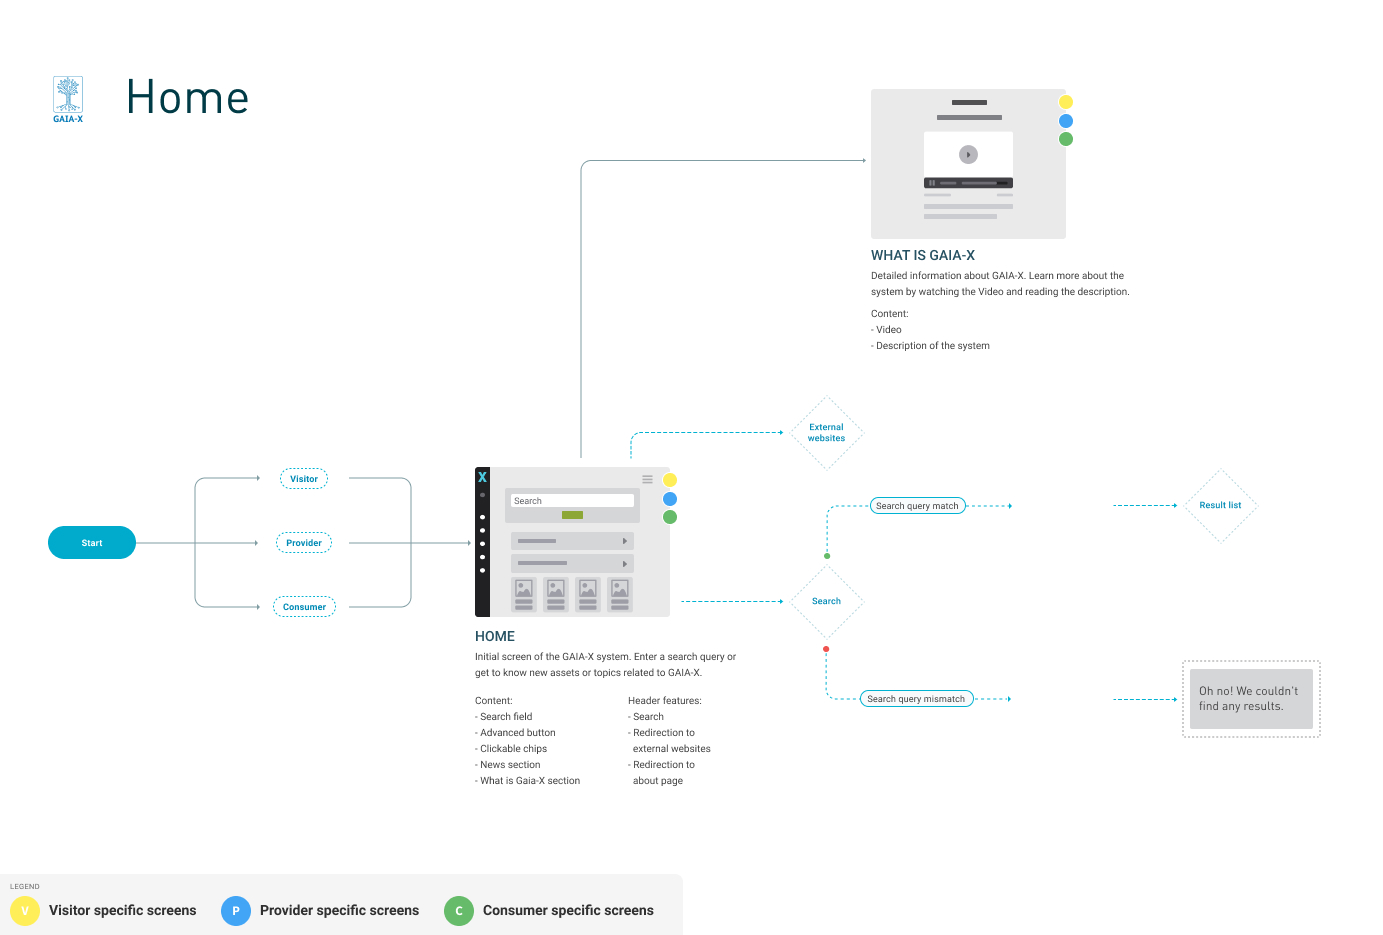 GAIA-X
Home
WHAT IS GAIA-X
Detailed information about GAIA-X. Learn more about the
system by watching the Video and reading the description.
Content:
- Video
- Description of the system
External
websites
Start
Visitor
Provider
Consumer
X
Search
HOME
Initial screen of the GAIA-X system. Enter a search query or
get to know new assets or topics related to GAIA-X.
Content:
- Search field
- Advanced button
- Clickable chips
- News section
- What is Gaia-X section
Header features:
- Search
- Redirection to
external websites
- Redirection to
about page
Search query match
Result list
Search
Search query mismatch
Oh no! We couldn't
find any results.
LEGEND
V Visitor specific screens
P Provider specific screens
C Consumer specific screens